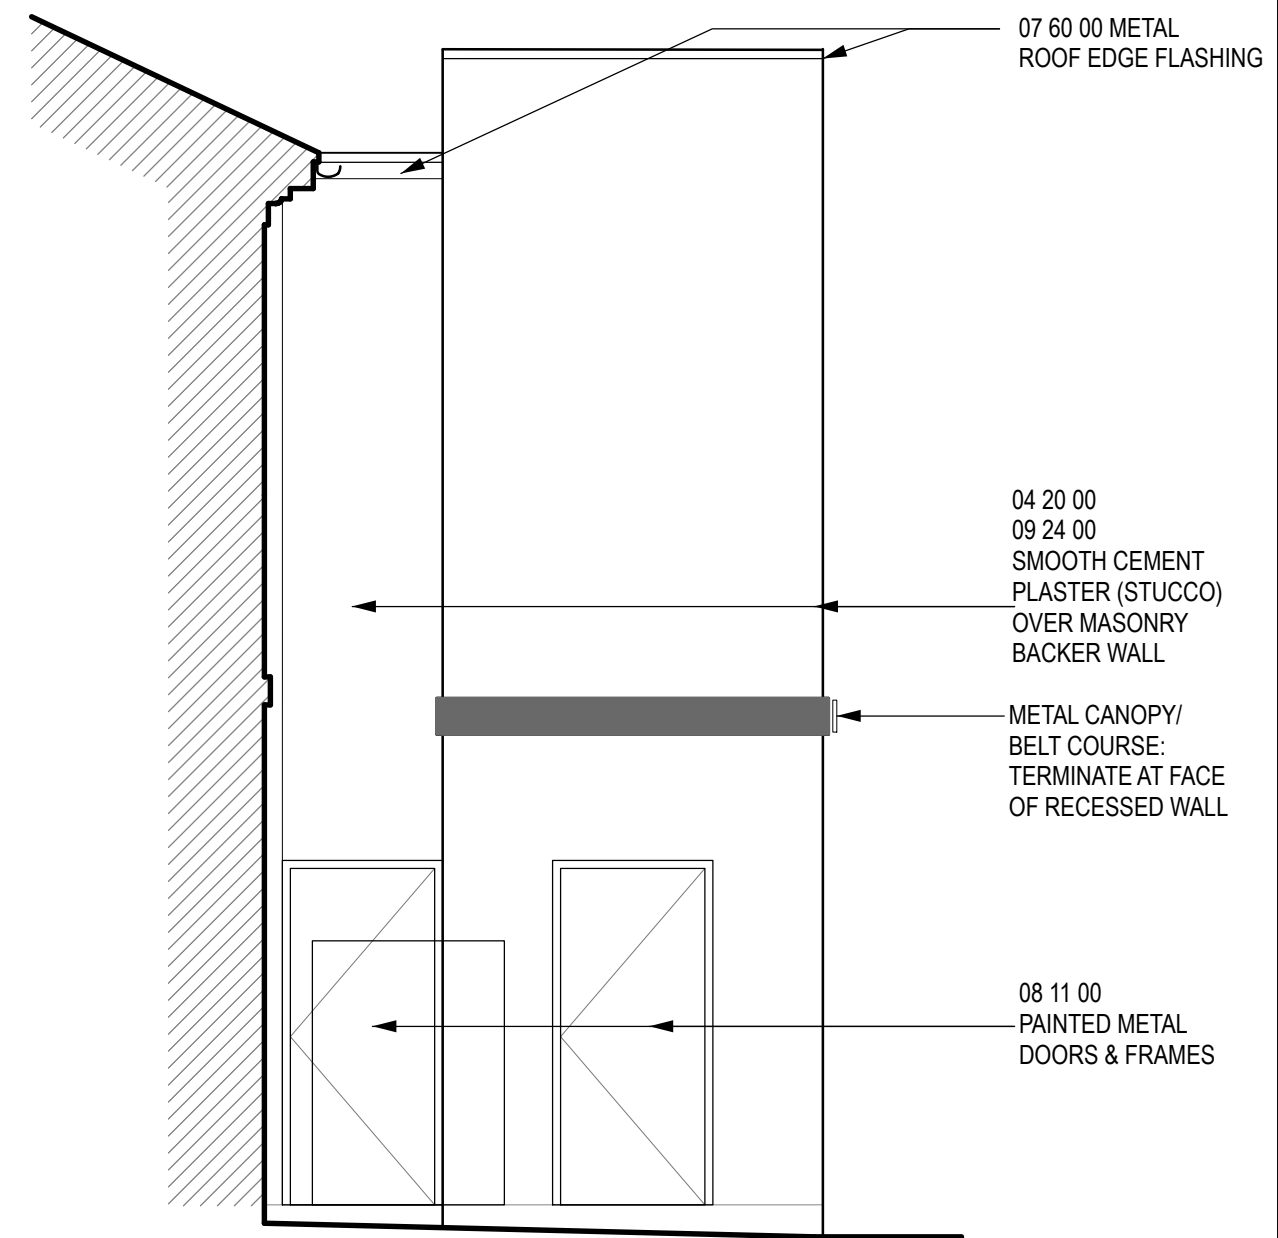 07 60 00 METAL
ROOF EDGE FLASHING
04 20 00
09 24 00
SMOOTH CEMENT
PLASTER (STUCCO)
OVER MASONRY
BACKER WALL
METAL CANOPY/
BELT COURSE:
TERMINATE AT FACE
OF RECESSED WALL
08 11 00
PAINTED METAL
DOORS & FRAMES